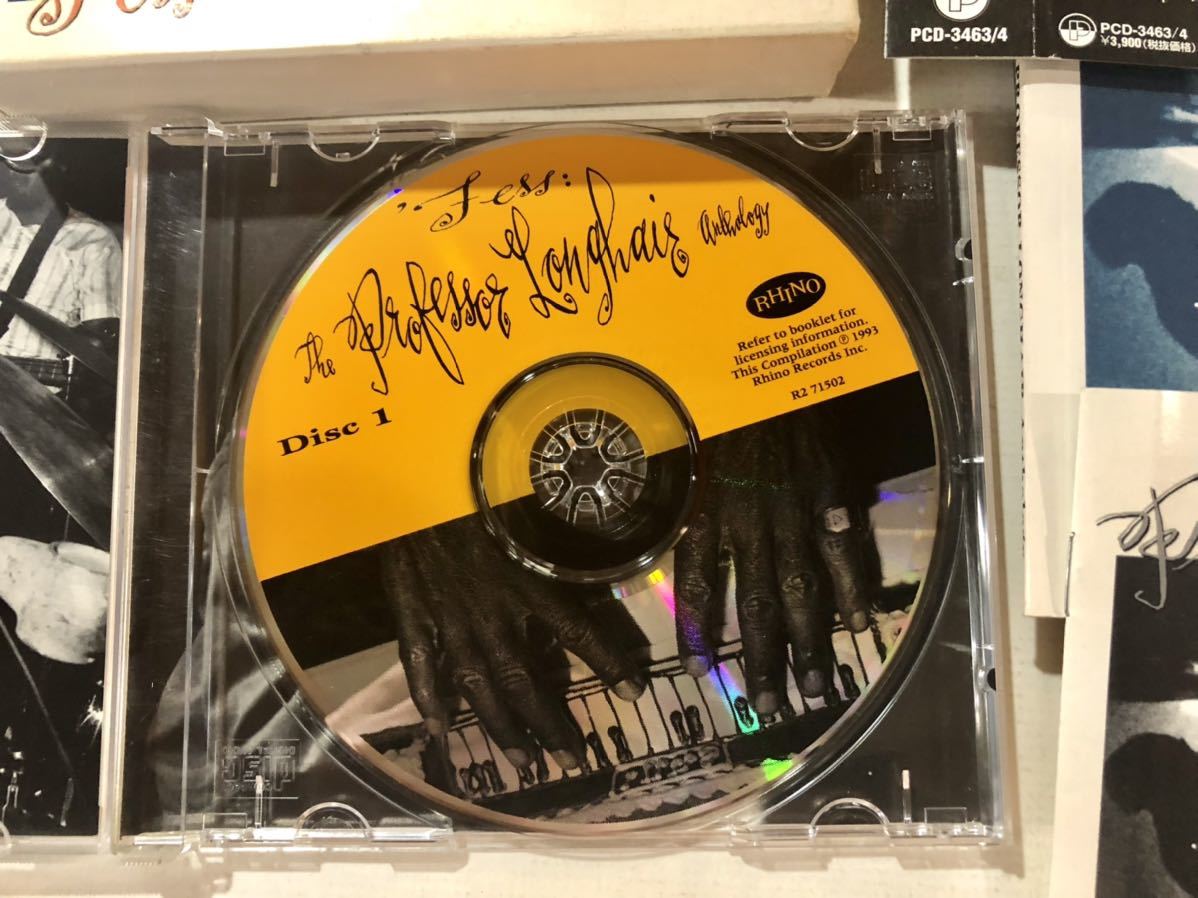 PCD-3463/4
PCD-3463/4
¥3,900(税抜価格)
'Fess:
The Professor Longhair Anthology
Disc 1
RHINO
Refer to booklet for
licensing information.
This Compilation ℗ 1993
Rhino Records Inc.
R2 71502